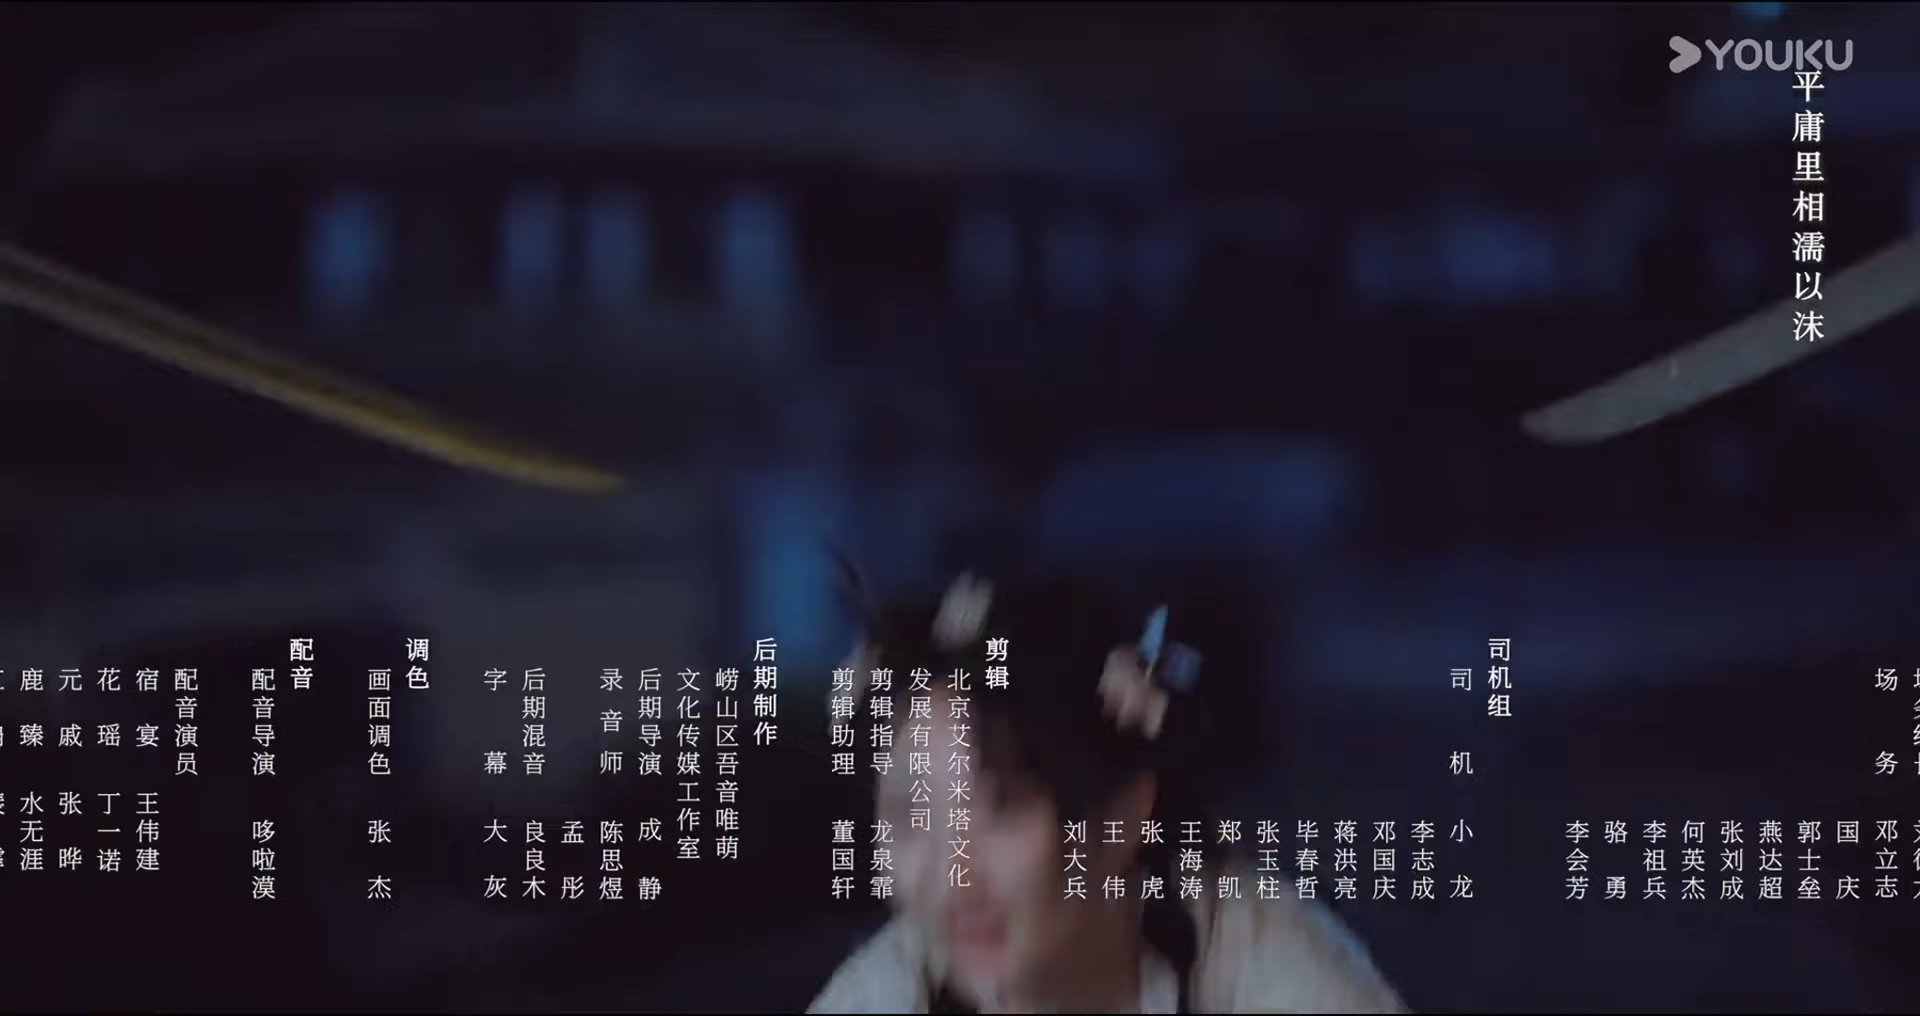 YOUKU
平庸里相濡以沫
场务
邓立志
国庆
郭士垒
燕达超
张刘成
何英杰
李祖兵
骆勇
李会芳
司机组
司机 小龙
李志成
邓国庆
蒋洪亮
毕春哲
张玉柱
郑凯
王海涛
张虎
王伟
刘大兵
剪辑
北京艾尔米塔文化
发展有限公司
剪辑指导 龙泉霏
剪辑助理 董国轩
后期制作
崂山区吾音唯萌
文化传媒工作室
后期导演 成静
录音师 陈思煜
孟彤
后期混音 良良木
字幕 大灰
调色
画面调色 张杰
配音
配音导演 哆啦漠
配音演员
宿宴 王伟建
花瑶 丁一诺
元戚 张晔
鹿臻 水无涯